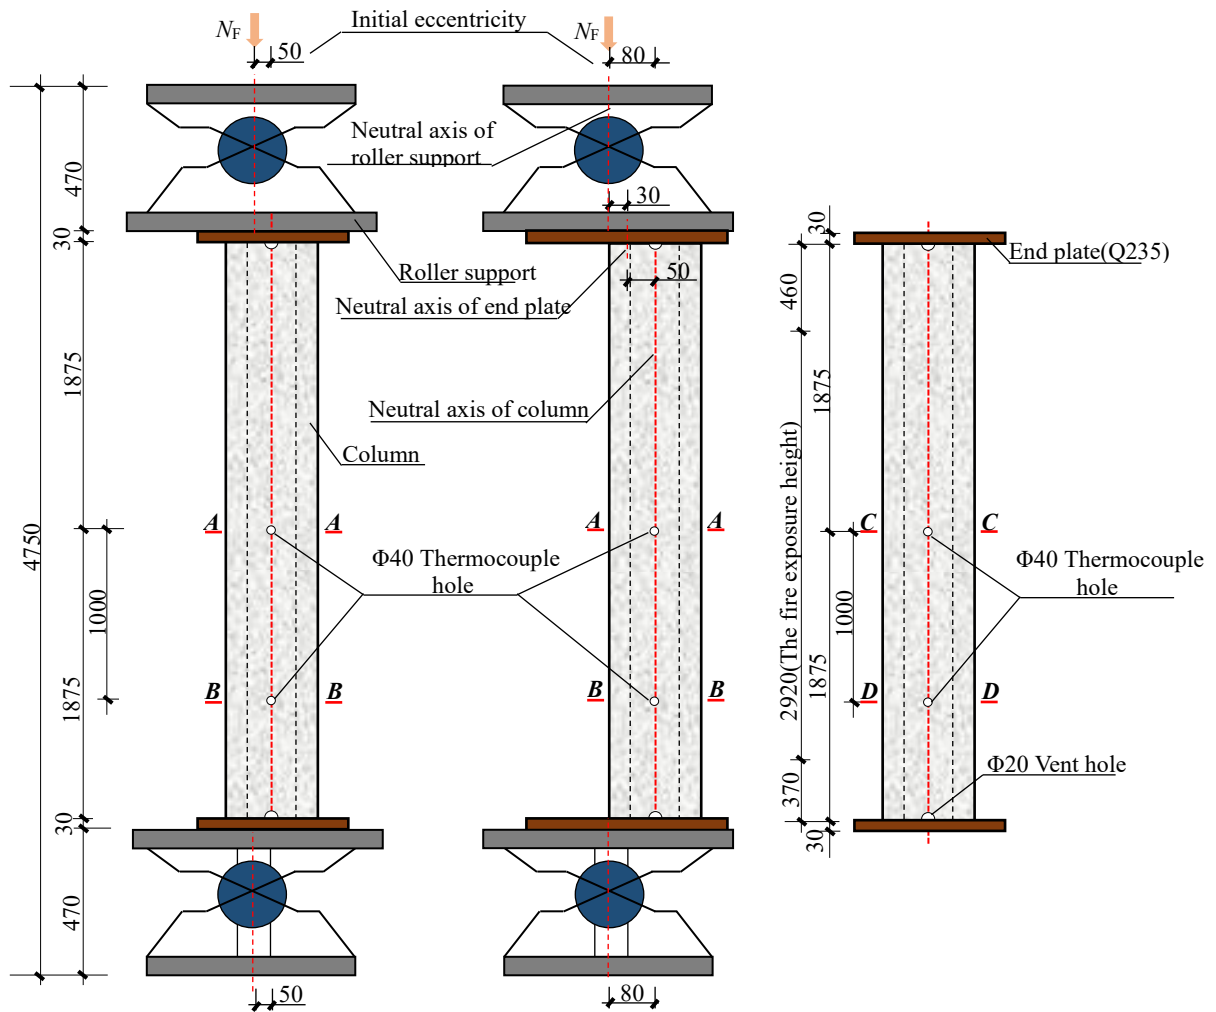 Initial eccentricity
NF
50
NF
80
Neutral axis of
roller support
470
30
30
30
End plate(Q235)
Roller support
50
460
Neutral axis of end plate
1875
1875
Neutral axis of column
Column
2920(The fire exposure height)
A A
A A
C C
4750
Φ40 Thermocouple
hole
Φ40 Thermocouple
hole
1000
1000
B B
B B
D D
1875
1875
Φ20 Vent hole
370
30
30
470
50
80